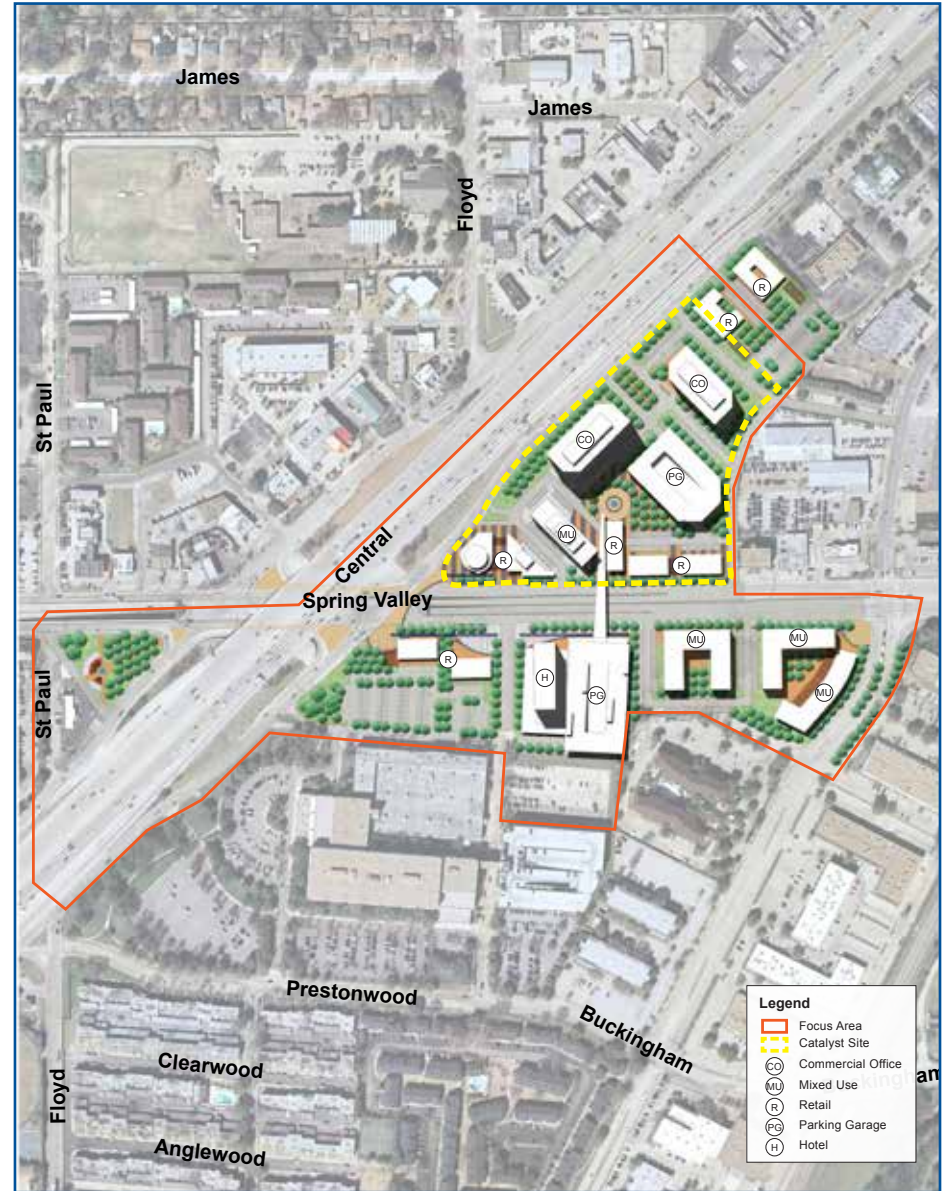 James
James
Floyd
R
R
St Paul
CO
CO
PG
Central
MU
R
R
R
Spring Valley
St Paul
R
H
PG
MU
MU
MU
Prestonwood
Buckingham
Clearwood
Floyd
Anglewood
Legend
Focus Area
Catalyst Site
CO Commercial Office
MU Mixed Use
R Retail
PG Parking Garage
H Hotel